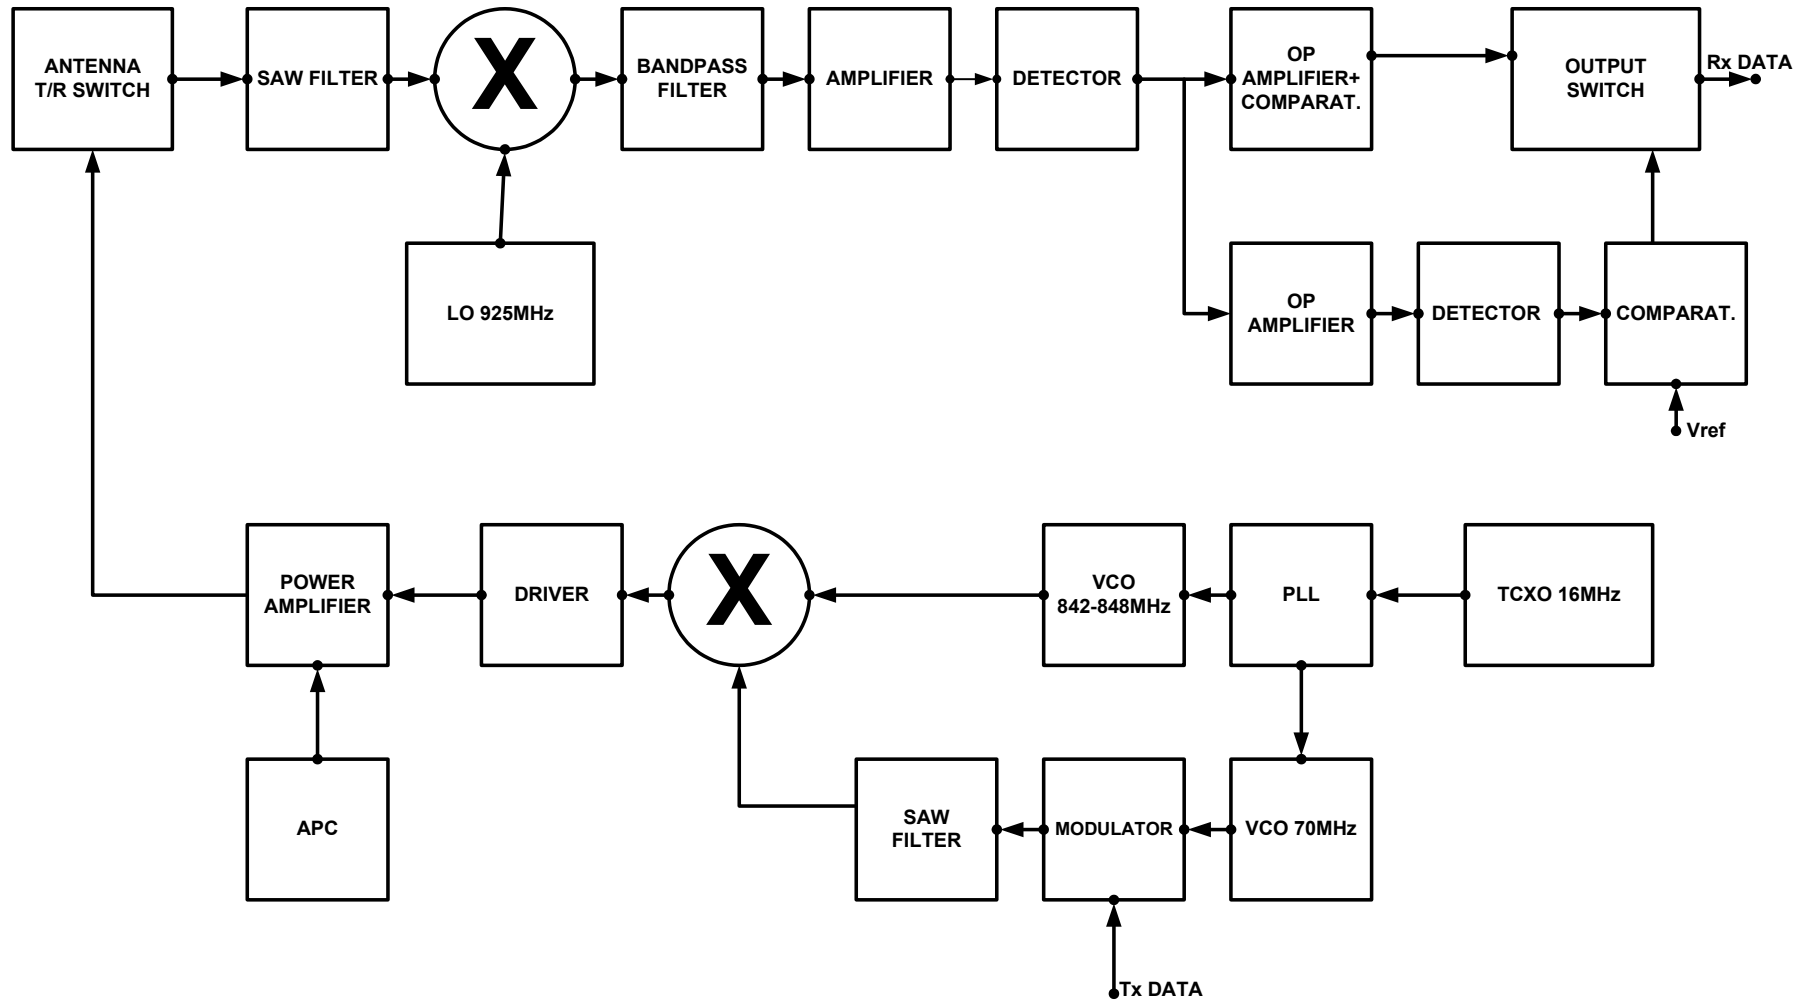 ANTENNA
T/R SWITCH
SAW FILTER
X
BANDPASS
FILTER
AMPLIFIER
DETECTOR
OP
AMPLIFIER+
COMPARAT.
OUTPUT
SWITCH
Rx DATA
LO 925MHz
OP
AMPLIFIER
DETECTOR
COMPARAT.
Vref
POWER
AMPLIFIER
DRIVER
X
VCO
842-848MHz
PLL
TCXO 16MHz
APC
SAW
FILTER
MODULATOR
VCO 70MHz
Tx DATA